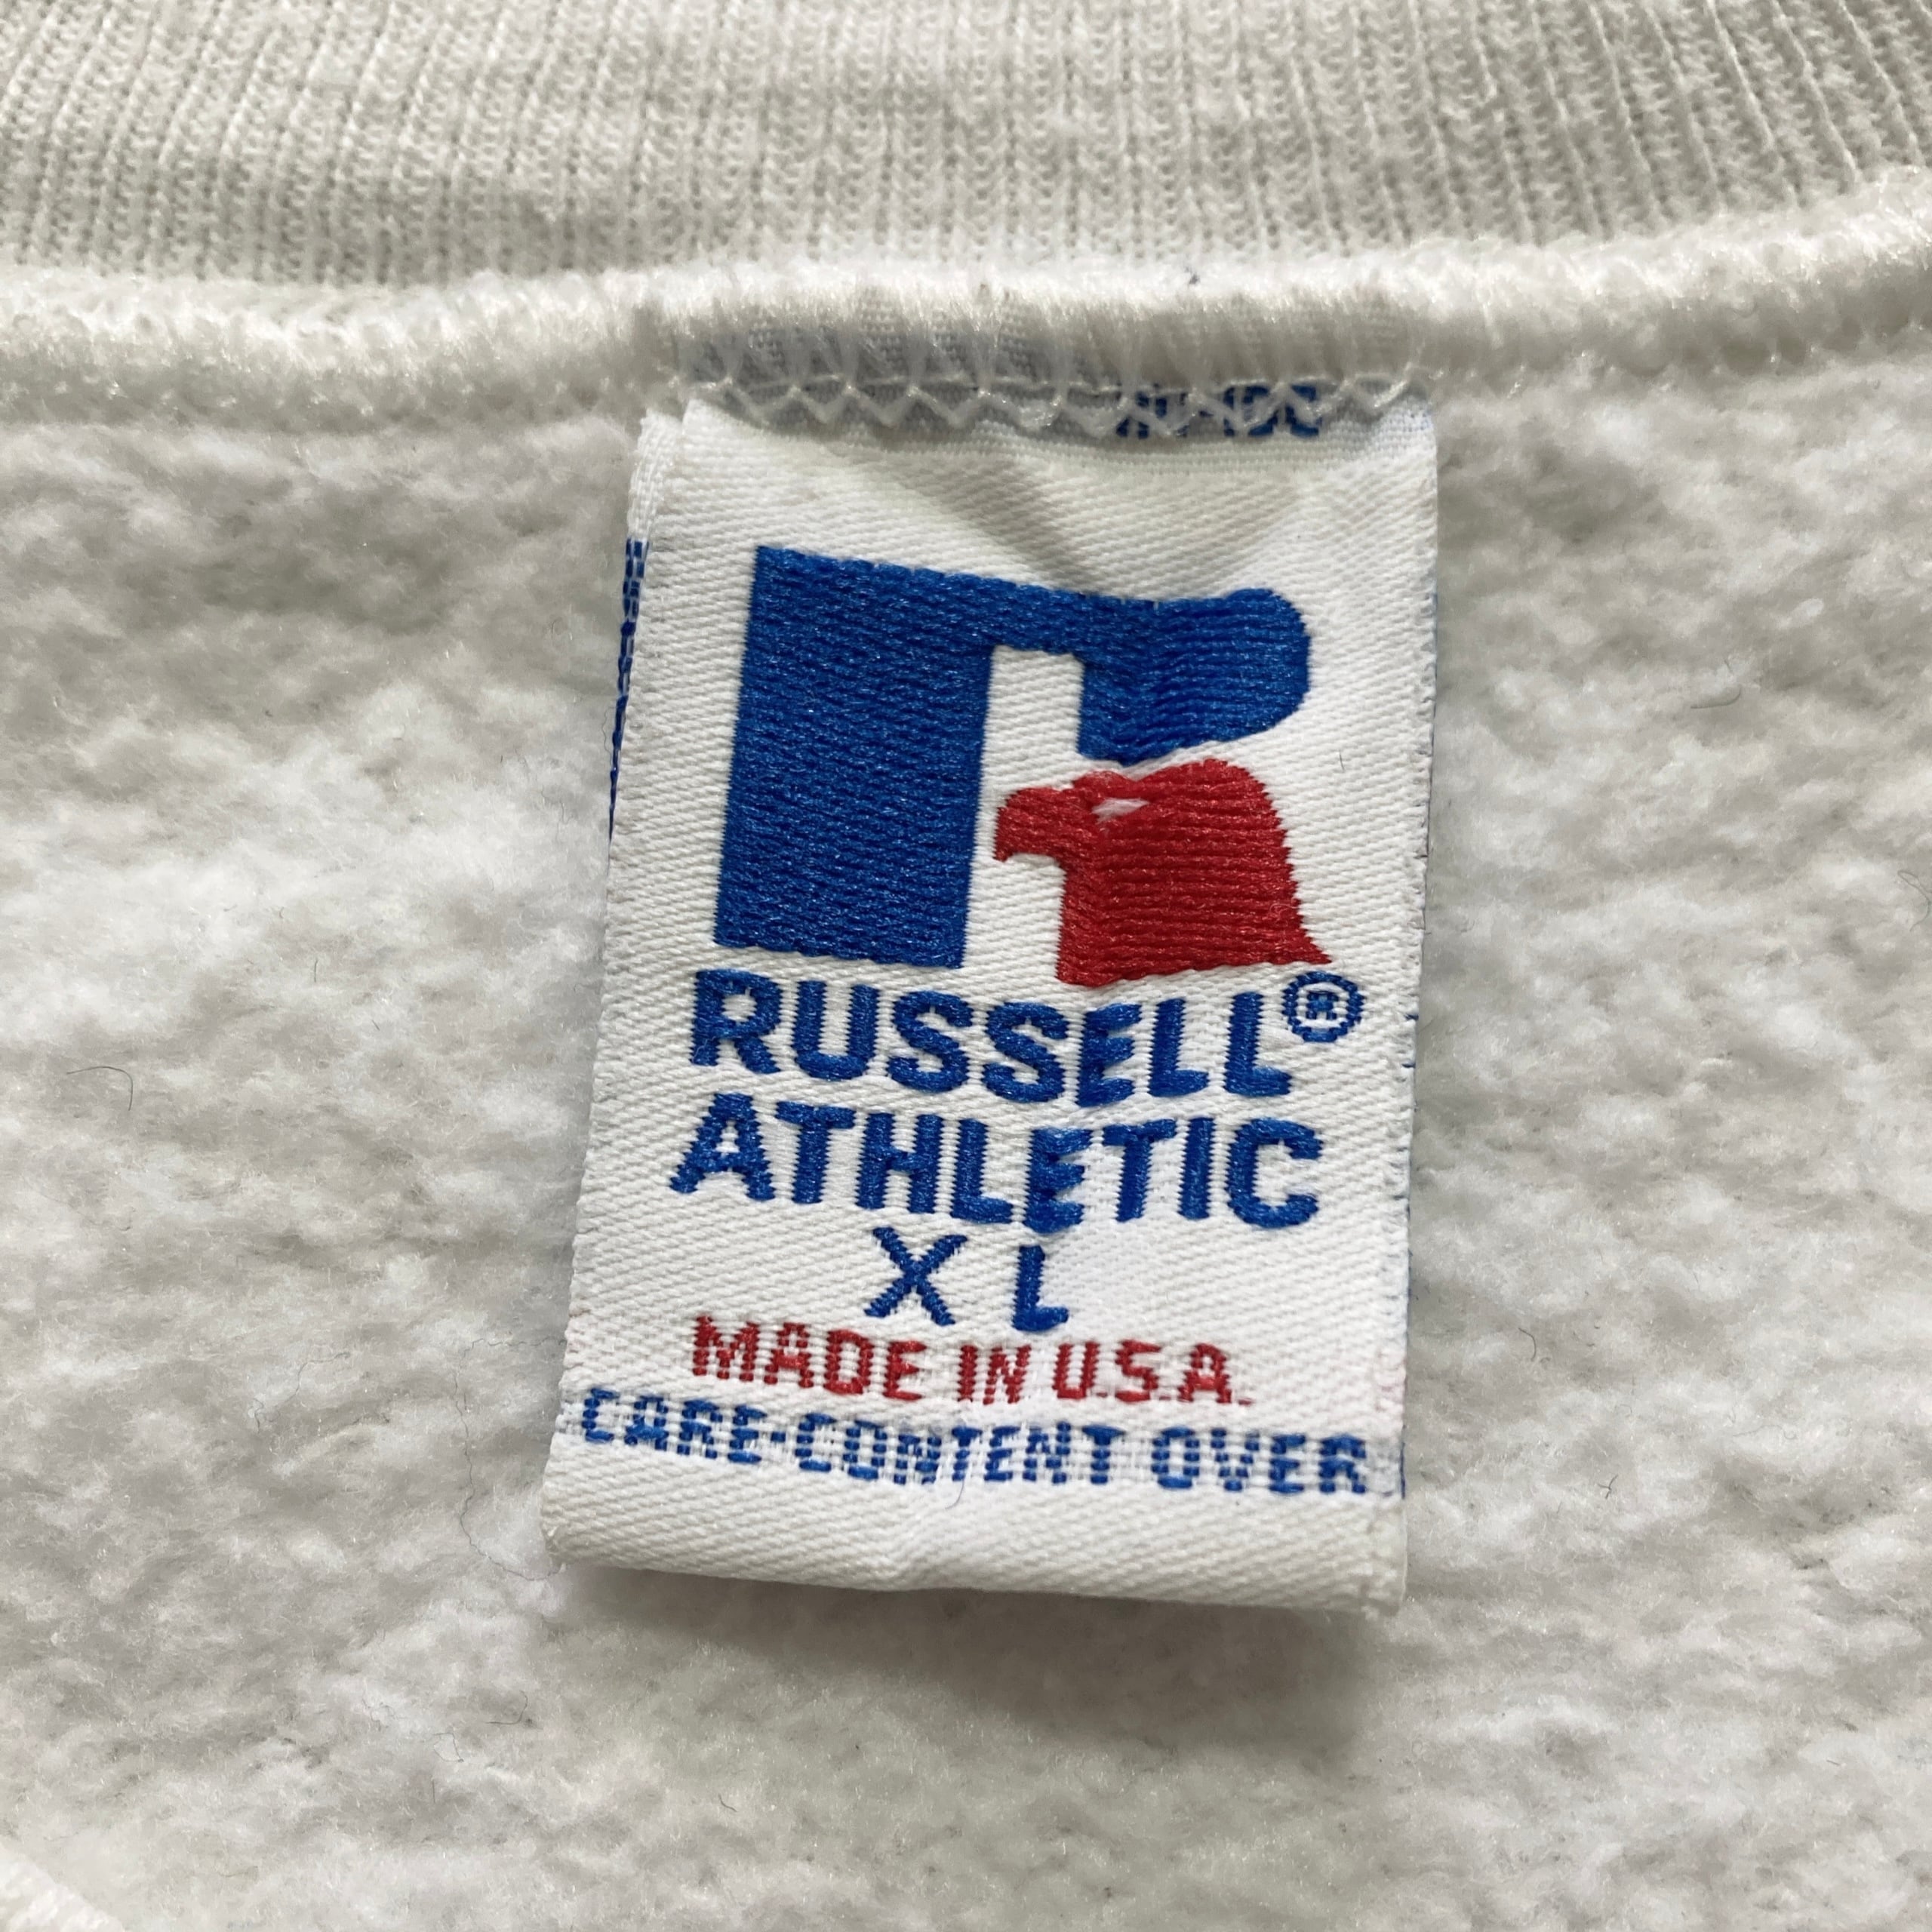 RUSSELL®
ATHLETIC
XL
MADE IN U.S.A.
CARE-CONTENT OVER